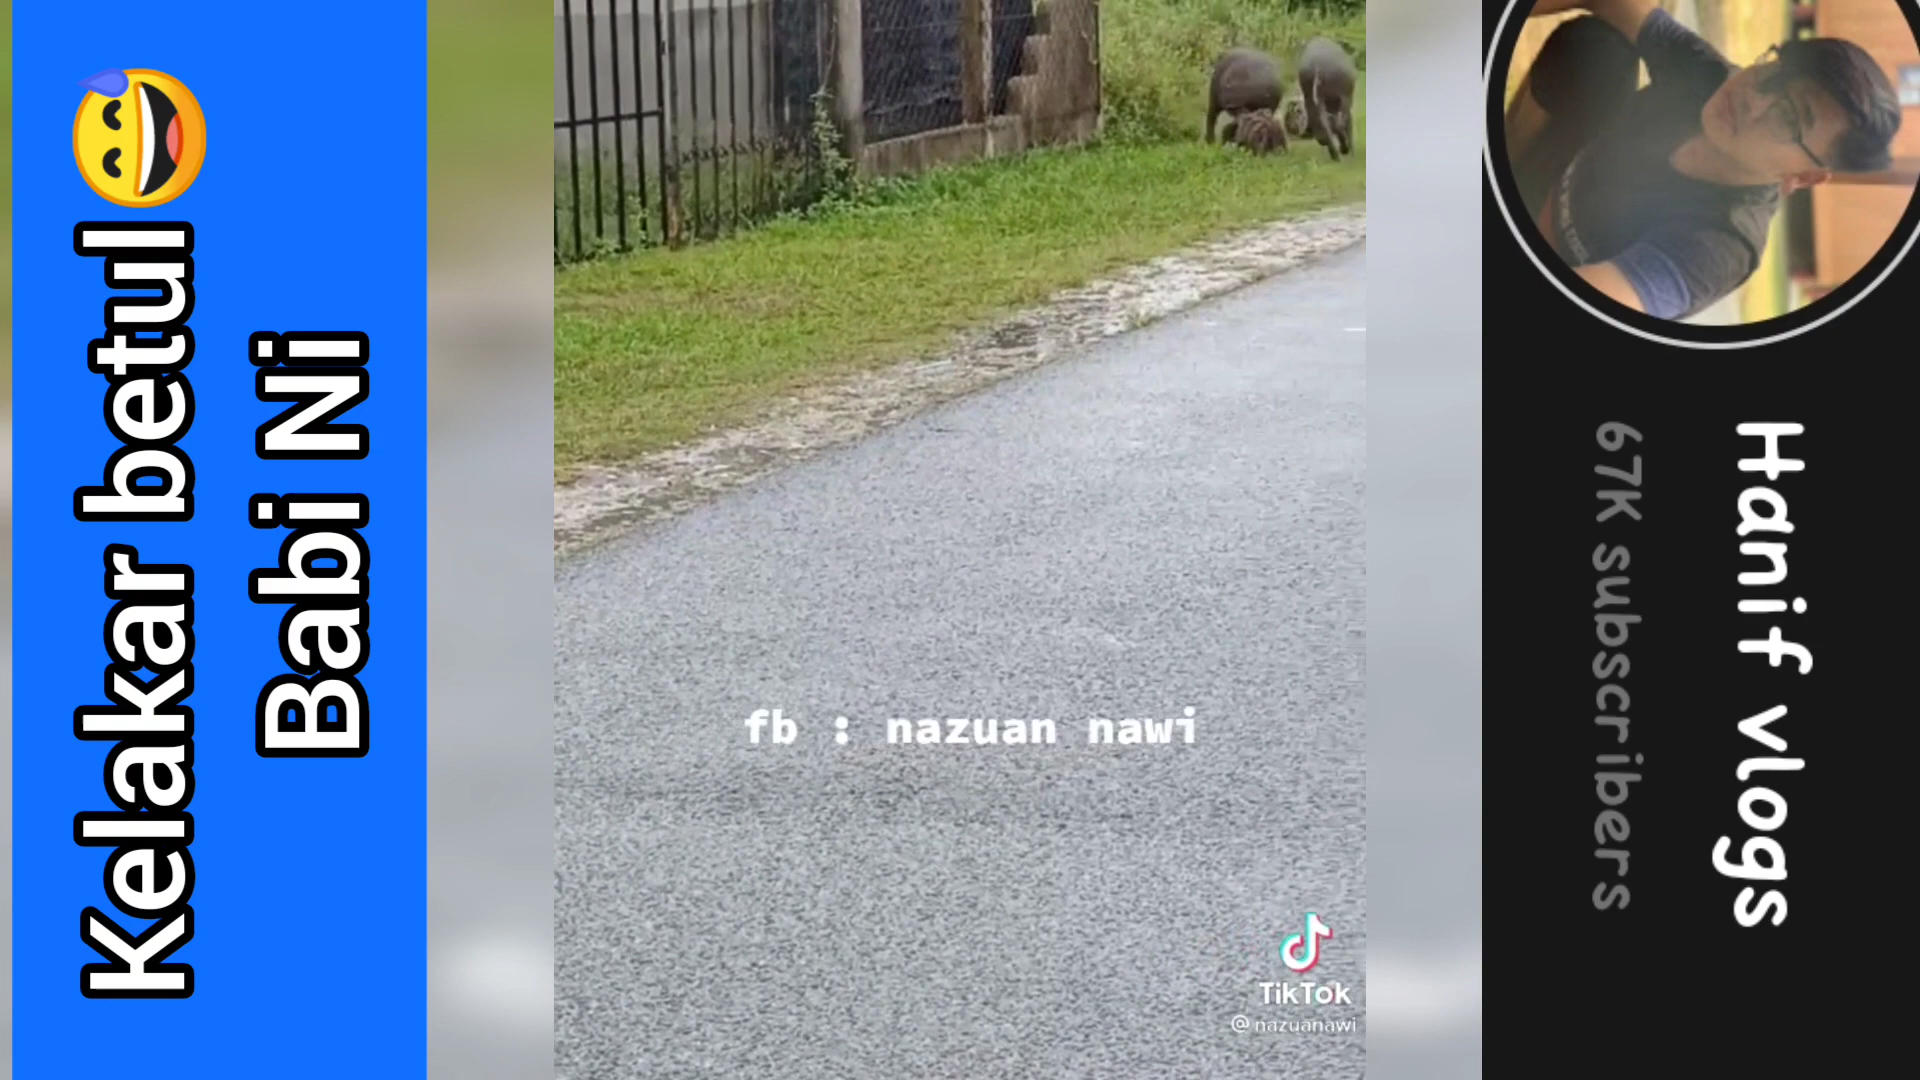 Kelakar betul😅
Babi Ni
fb : nazuan nawi
TikTok
@nazuanawi
Hanif vlogs
67K subscribers